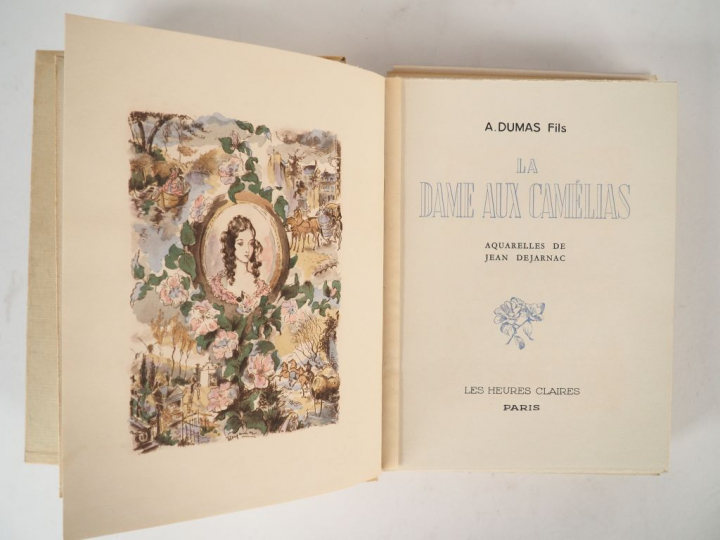 A.DUMAS Fils
LA
DAME AUX CAMÉLIAS
AQUARELLES DE
JEAN DEJARNAC
LES HEURES CLAIRES
PARIS